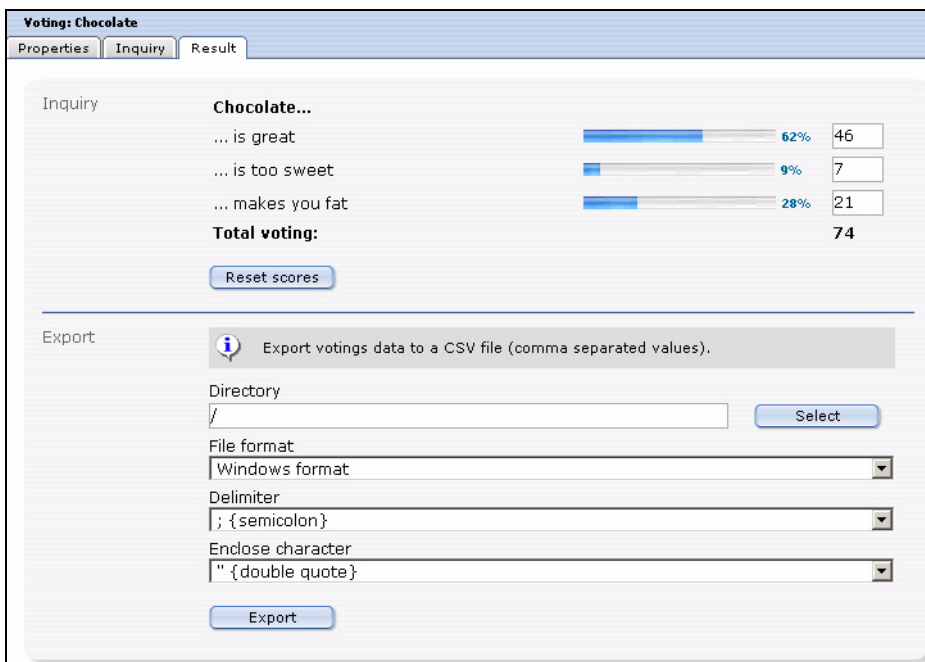 Voting: Chocolate
Properties Inquiry Result
Inquiry Chocolate...
... is great 62% 46
... is too sweet 9% 7
... makes you fat 28% 21
Total voting: 74
Reset scores
Export Export votings data to a CSV file (comma separated values).
Directory
/ Select
File format
Windows format
Delimiter
; {semicolon}
Enclose character
" {double quote}
Export